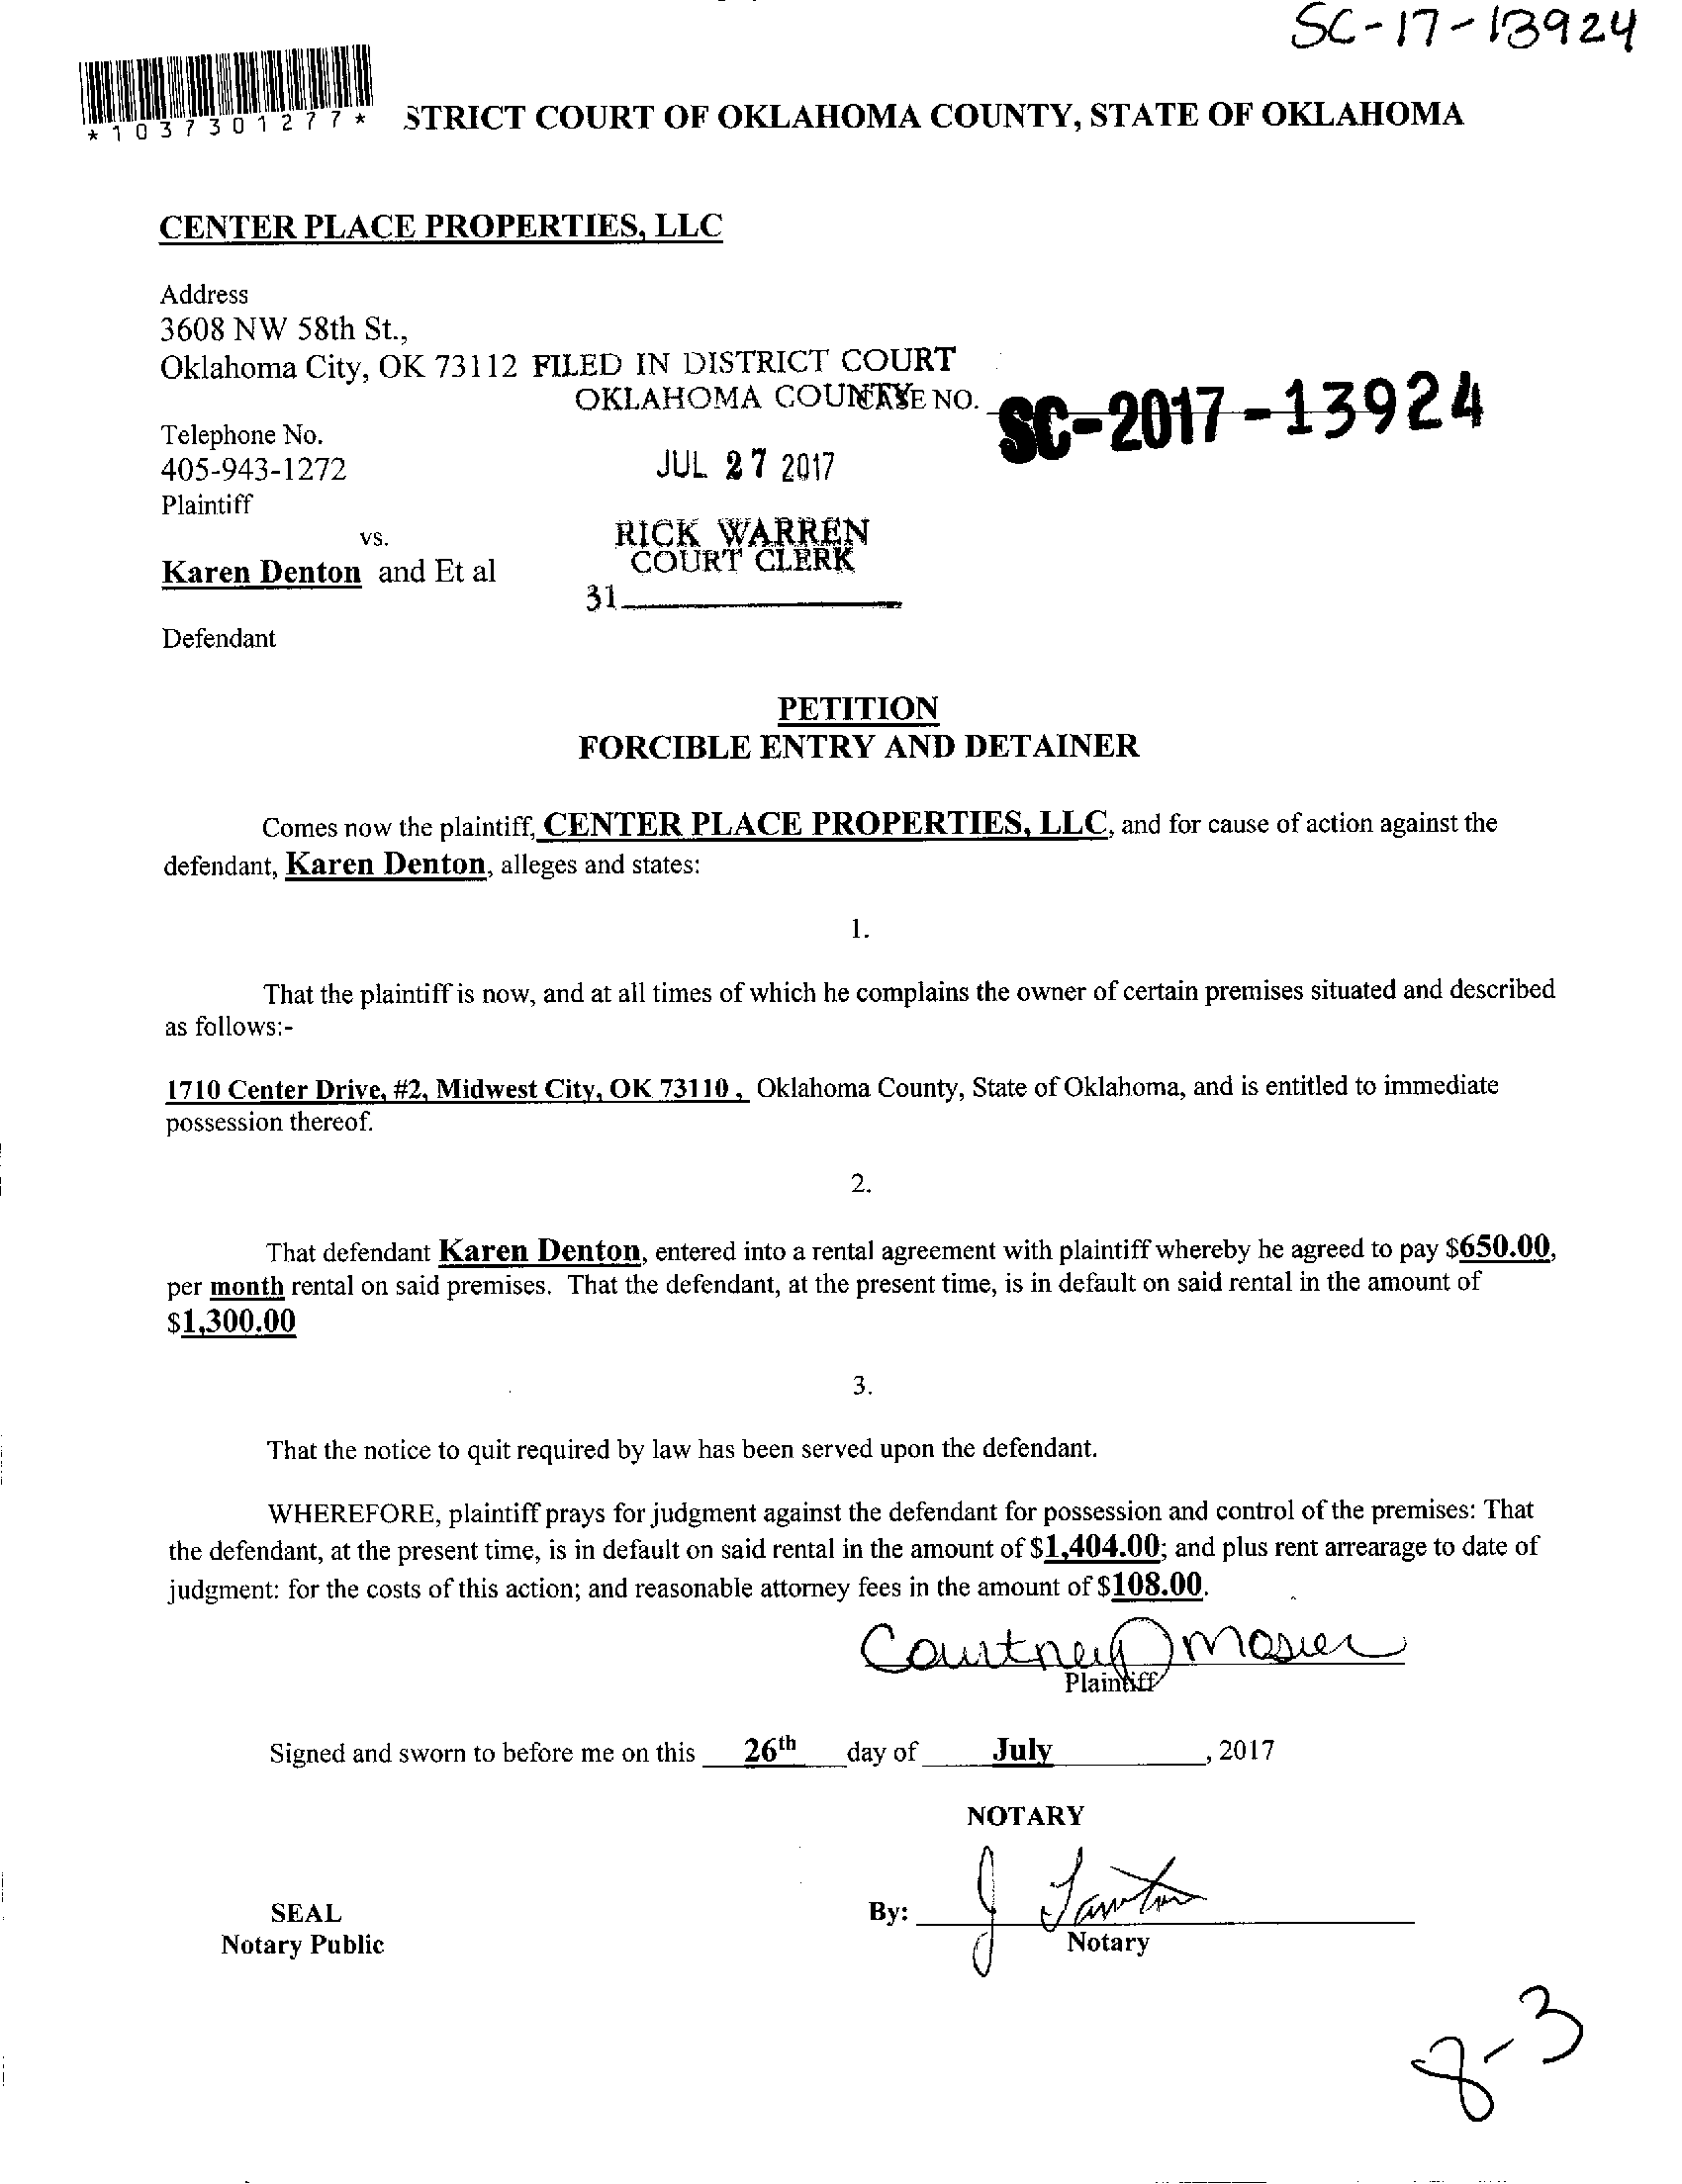 SC-17-13924
*1037301277*
STRICT COURT OF OKLAHOMA COUNTY, STATE OF OKLAHOMA
CENTER PLACE PROPERTIES, LLC
Address
3608 NW 58th St.,
Oklahoma City, OK 73112 FILED IN DISTRICT COURT
OKLAHOMA COUNTY
SE NO. SC-2017-13924
Telephone No.
405-943-1272
JUL 27 2017
Plaintiff
vs.
RICK WARREN
COURT CLERK
Karen Denton and Et al
31
Defendant
PETITION
FORCIBLE ENTRY AND DETAINER
Comes now the plaintiff, CENTER PLACE PROPERTIES, LLC, and for cause of action against the
defendant, Karen Denton, alleges and states:
1.
That the plaintiff is now, and at all times of which he complains the owner of certain premises situated and described
as follows:-
1710 Center Drive, #2, Midwest City, OK 73110 , Oklahoma County, State of Oklahoma, and is entitled to immediate
possession thereof.
2.
That defendant Karen Denton, entered into a rental agreement with plaintiff whereby he agreed to pay $650.00,
per month rental on said premises. That the defendant, at the present time, is in default on said rental in the amount of
$1,300.00
3.
That the notice to quit required by law has been served upon the defendant.
WHEREFORE, plaintiff prays for judgment against the defendant for possession and control of the premises: That
the defendant, at the present time, is in default on said rental in the amount of $1,404.00; and plus rent arrearage to date of
judgment: for the costs of this action; and reasonable attorney fees in the amount of $108.00.
Courtney Mosier
Plaintiff
Signed and sworn to before me on this 26th day of July, 2017
NOTARY
SEAL
Notary Public
By: J
Notary
8-3